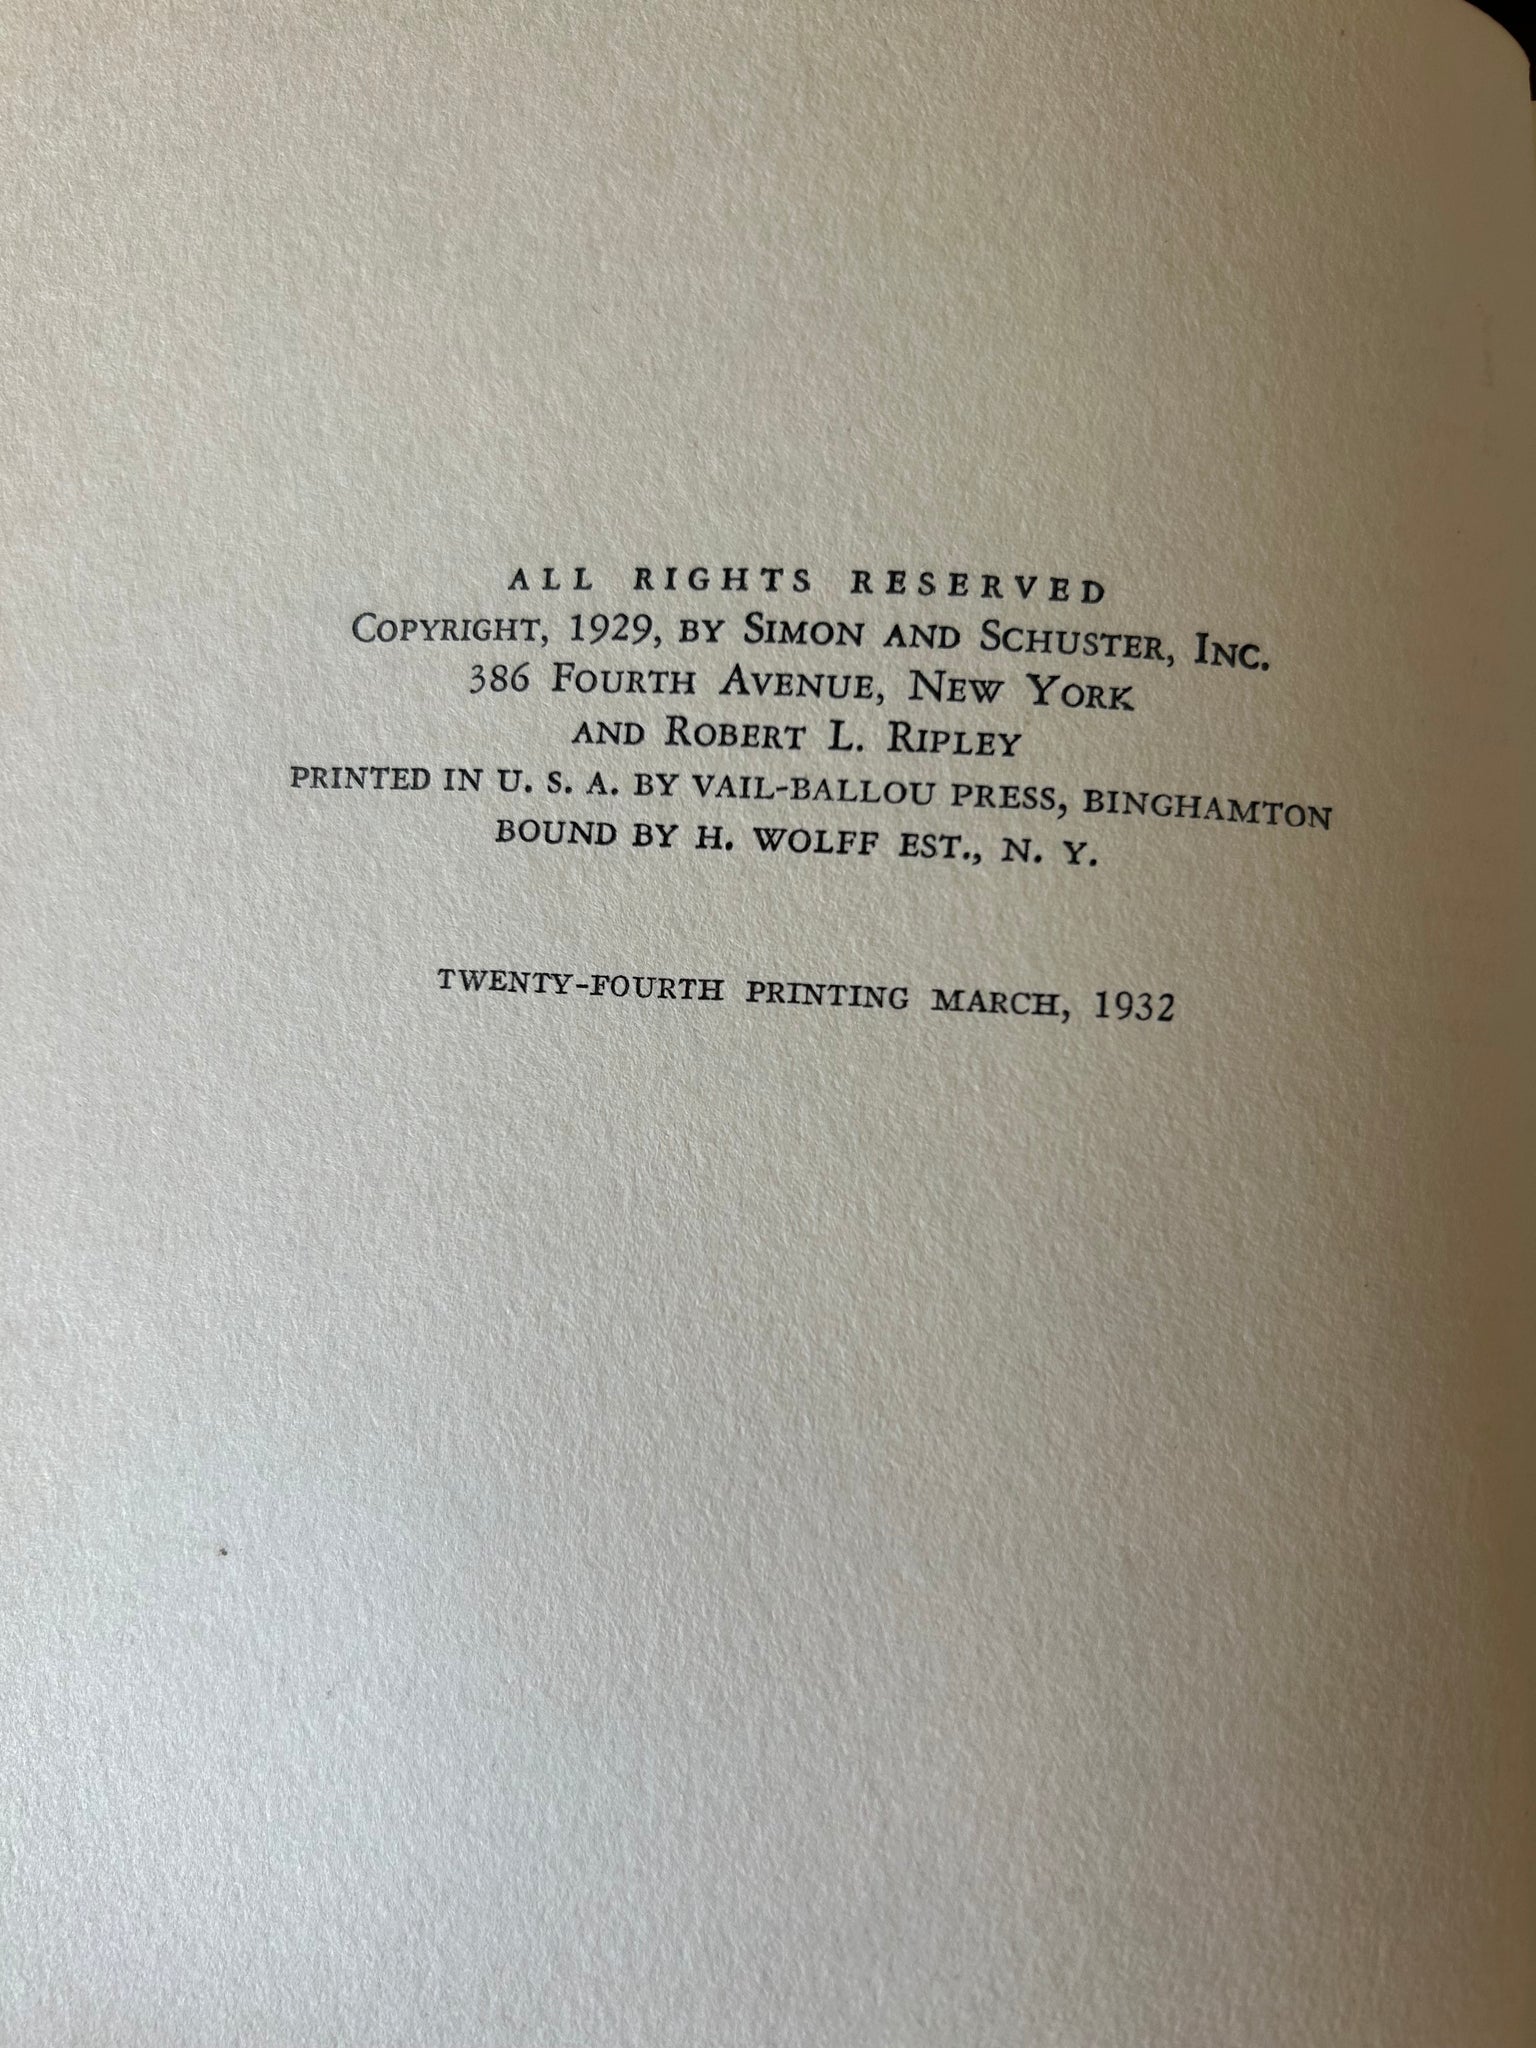 ALL RIGHTS RESERVED
COPYRIGHT, 1929, BY SIMON AND SCHUSTER, INC.
386 FOURTH AVENUE, NEW YORK
AND ROBERT L. RIPLEY
PRINTED IN U. S. A. BY VAIL-BALLOU PRESS, BINGHAMTON
BOUND BY H. WOLFF EST., N. Y.
TWENTY-FOURTH PRINTING MARCH, 1932